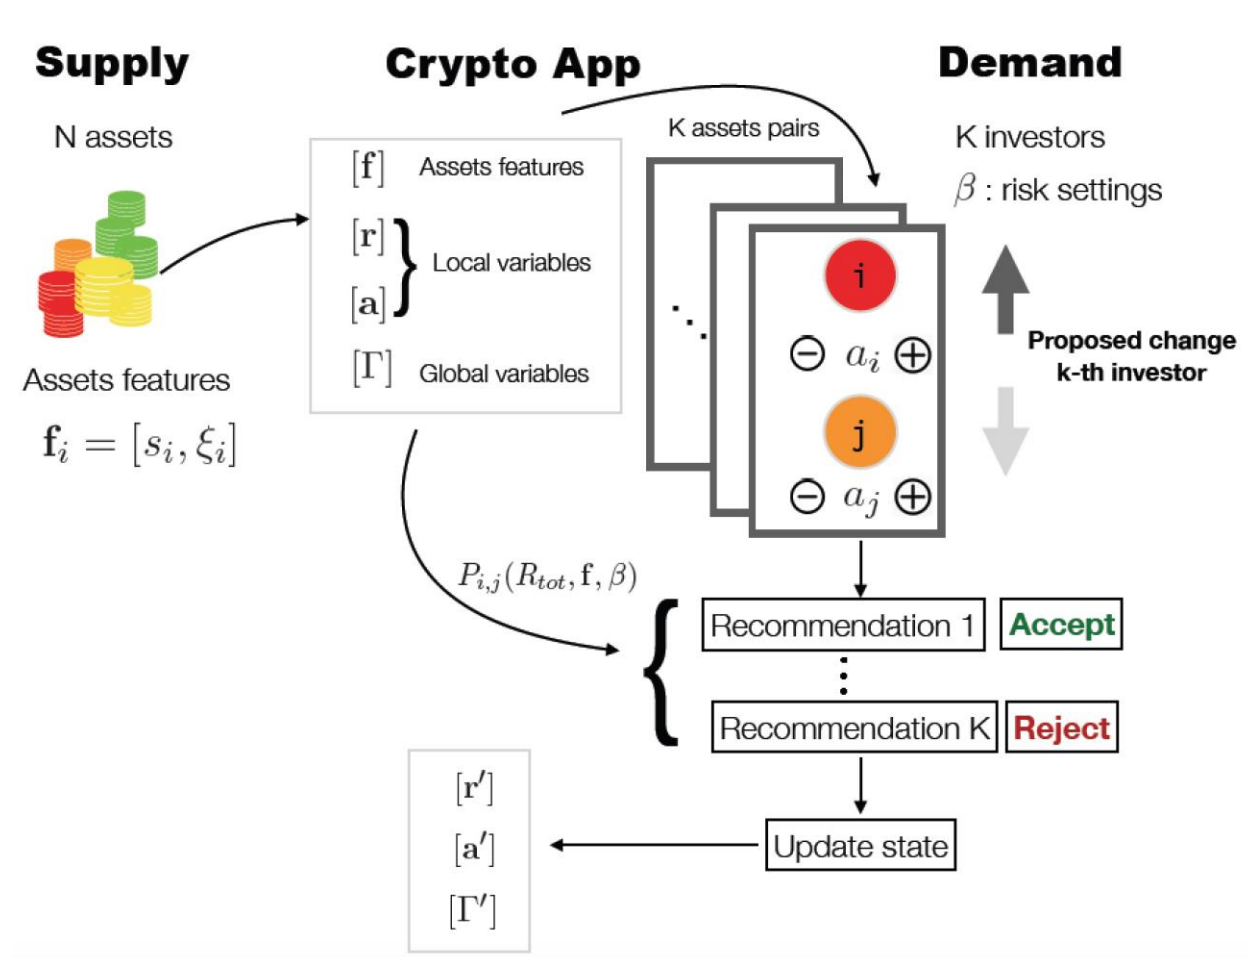 Supply
Crypto App
Demand
N assets
K assets pairs
K investors
β : risk settings
[f] Assets features
[r]
Local variables
[a]
[Γ] Global variables
Assets features
f_i = [s_i, ξ_i]
i
⊖ a_i ⊕
j
⊖ a_j ⊕
Proposed change
k-th investor
P_{i,j}(R_{tot}, f, β)
Recommendation 1 Accept
Recommendation K Reject
Update state
[r′]
[a′]
[Γ′]